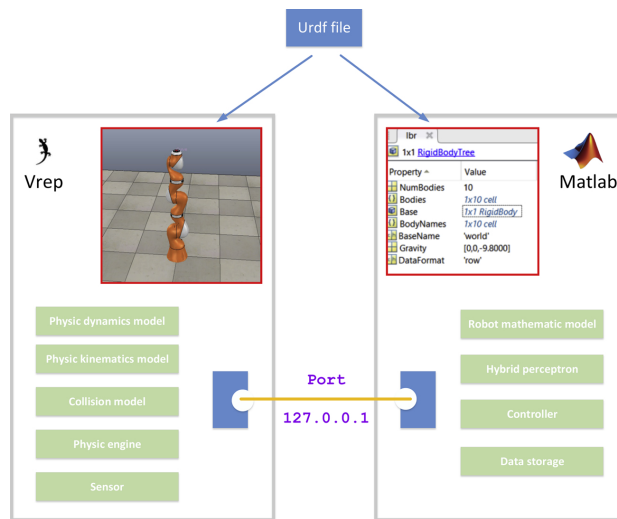 Urdf file
Vrep
lbr
1x1 RigidBodyTree
Property Value
NumBodies 10
Bodies 1x10 cell
Base 1x1 RigidBody
BodyNames 1x10 cell
BaseName 'world'
Gravity [0,0,-9.8000]
DataFormat 'row'
Matlab
Physic dynamics model
Physic kinematics model
Collision model
Physic engine
Sensor
Port
127.0.0.1
Robot mathematic model
Hybrid perceptron
Controller
Data storage